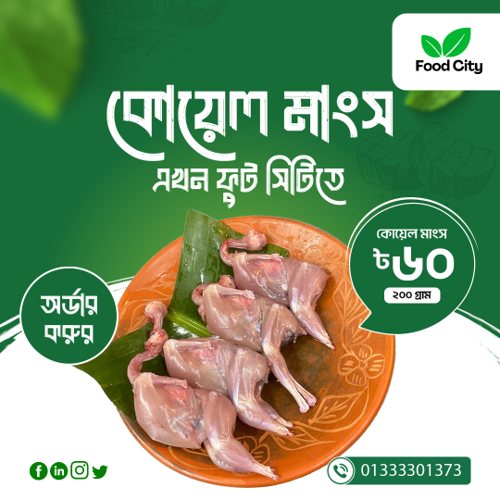 Food City
কোয়েল মাংস
এখন ফুট সিটিতে
কোয়েল মাংস
৳৬০
২০০ গ্রাম
অর্ডার
করুর
01333301373